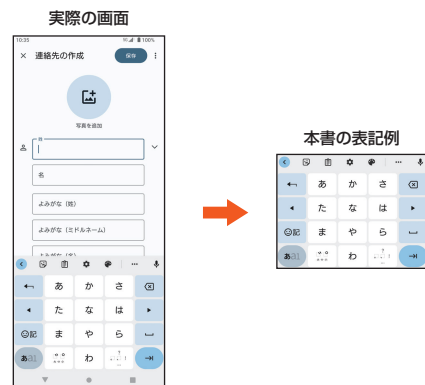 実際の画面
10:35
100%
× 連絡先の作成 保存
写真を追加
姓
名
よみがな（姓）
よみがな（ミドルネーム）
あ か さ
た な は
☺記 ま や ら
あa1 わ
本書の表記例
あ か さ
た な は
☺記 ま や ら
あa1 わ